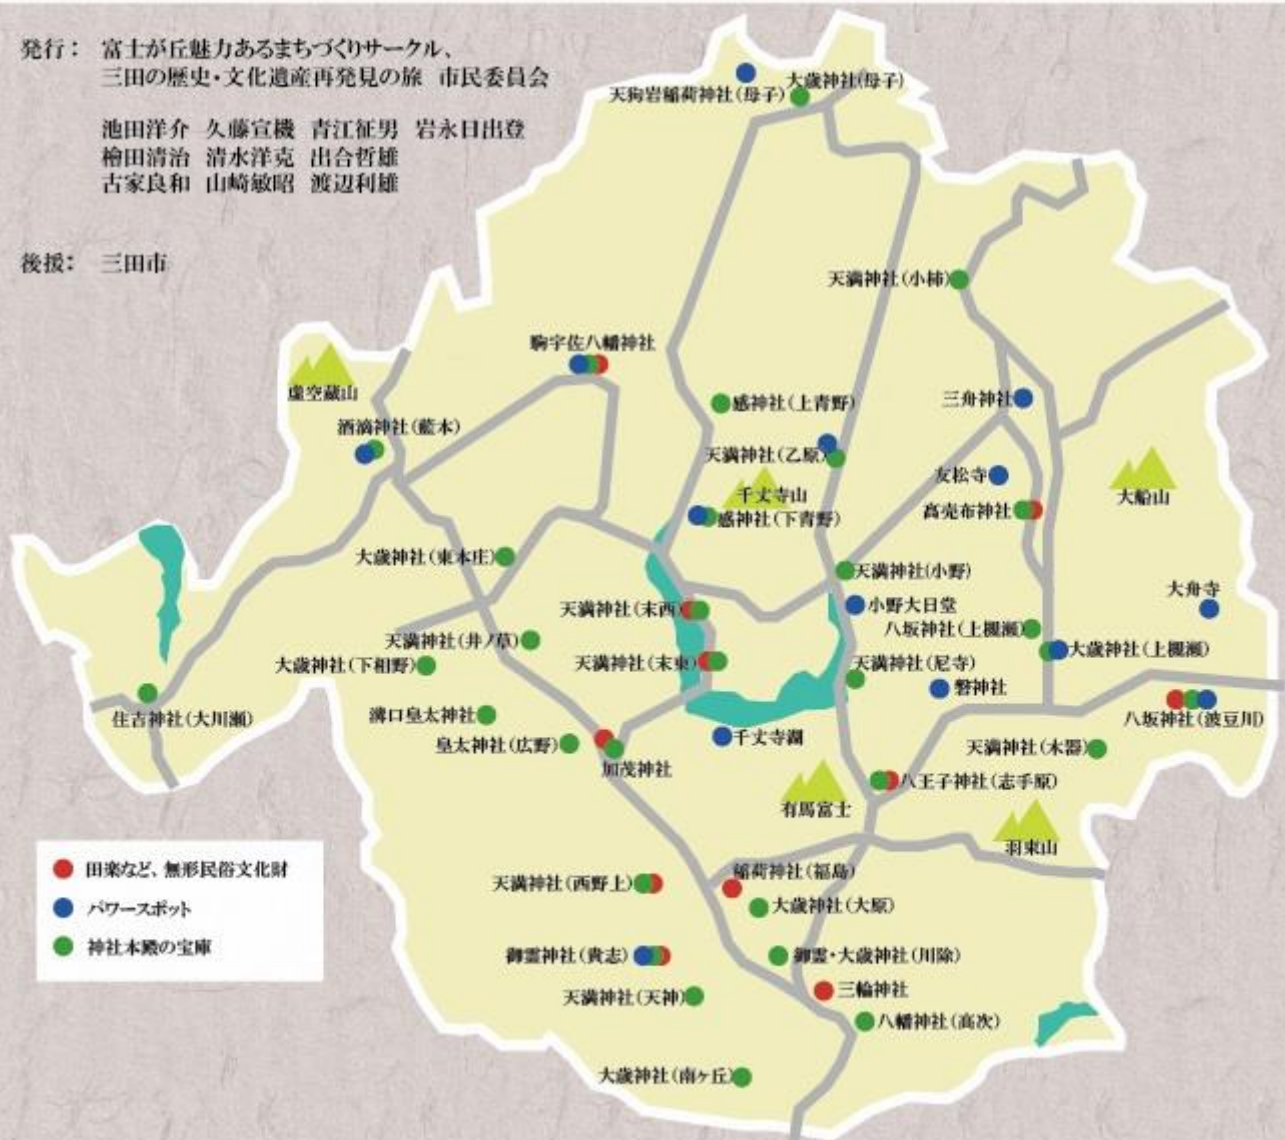 発行： 富士が丘魅力あるまちづくりサークル、
三田の歴史・文化遺産再発見の旅 市民委員会
池田洋介 久藤宣機 青江征男 岩永日出登
檜田清治 清水洋克 出合哲雄
古家良和 山崎敏昭 渡辺利雄
後援： 三田市
大歳神社(母子)
天狗岩稲荷神社(母子)
天満神社(小柿)
駒宇佐八幡神社
虚空蔵山
三舟神社
感神社(上青野)
酒滴神社(藍本)
天満神社(乙原)
友松寺
千丈寺山
大船山
高売布神社
感神社(下青野)
大歳神社(東本庄)
天満神社(小野)
大舟寺
天満神社(末西)
小野大日堂
八坂神社(上槻瀬)
天満神社(井ノ草)
大歳神社(上槻瀬)
天満神社(末東)
天満神社(尼寺)
大歳神社(下相野)
磐神社
溝口皇太神社
住吉神社(大川瀬)
八坂神社(波豆川)
千丈寺湖
皇太神社(広野)
天満神社(木器)
加茂神社
八王子神社(志手原)
有馬富士
羽束山
田楽など、無形民俗文化財
パワースポット
神社本殿の宝庫
稲荷神社(福島)
天満神社(西野上)
大歳神社(大原)
御霊神社(貴志)
御霊・大歳神社(川除)
三輪神社
天満神社(天神)
八幡神社(高次)
大歳神社(南ヶ丘)